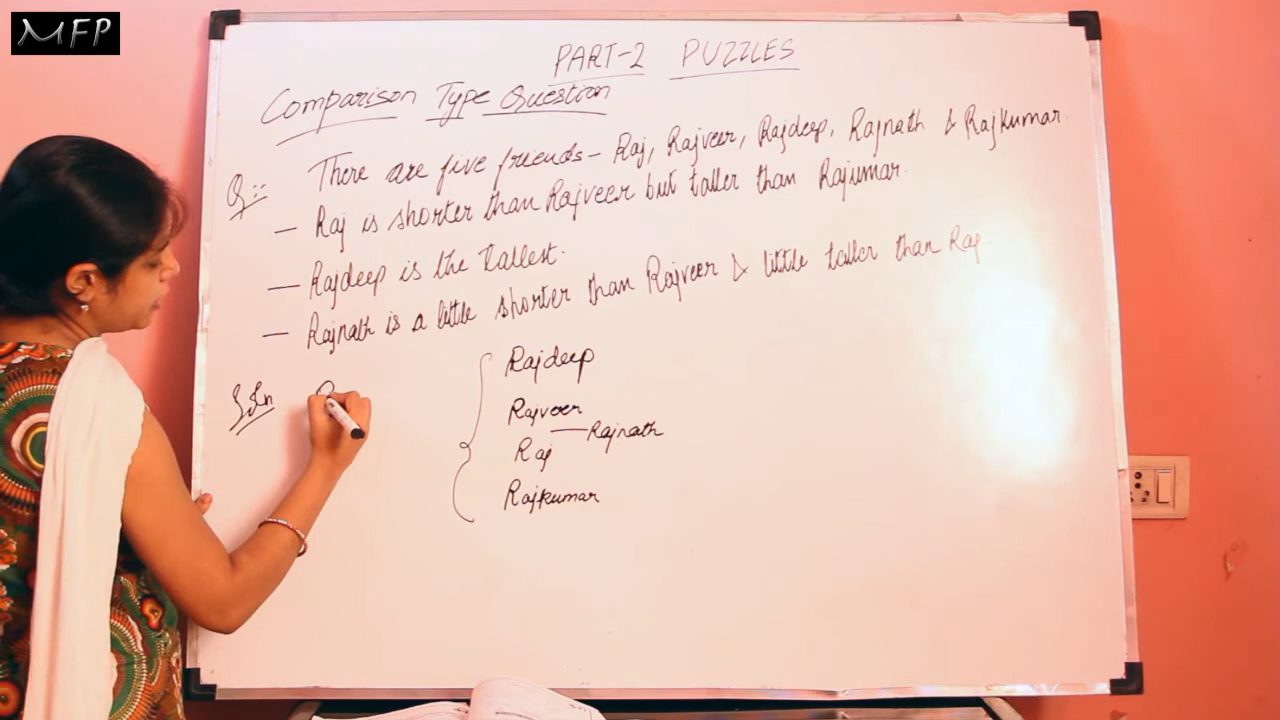 MFP
PART-2 PUZZLES
Comparison Type Question
Q:- There are five friends- Raj, Rajveer, Rajdeep, Rajnath & Rajkumar.
- Raj is shorter than Rajveer but taller than Rajumar.
- Rajdeep is the tallest.
- Rajnath is a little shorter than Rajveer & little taller than Raj.
Soln
Rajdeep
Rajveer
- Rajnath
Raj
Rajkumar